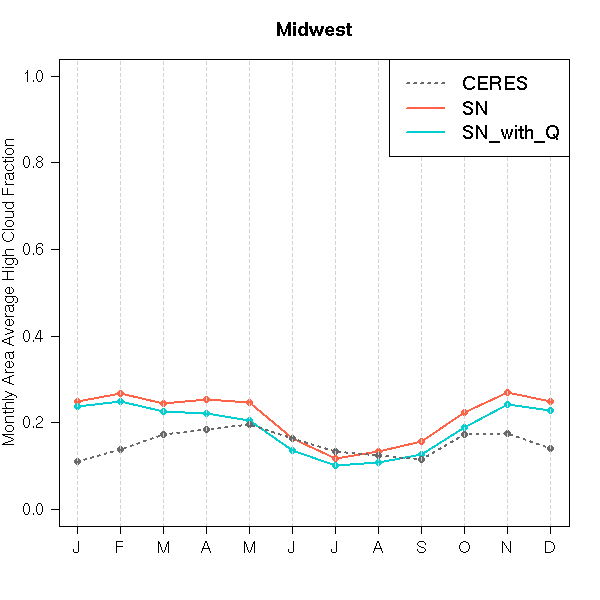 Midwest
CERES
SN
SN_with_Q
Monthly Area Average High Cloud Fraction
1.0
0.8
0.6
0.4
0.2
0.0
J F M A M J J A S O N D